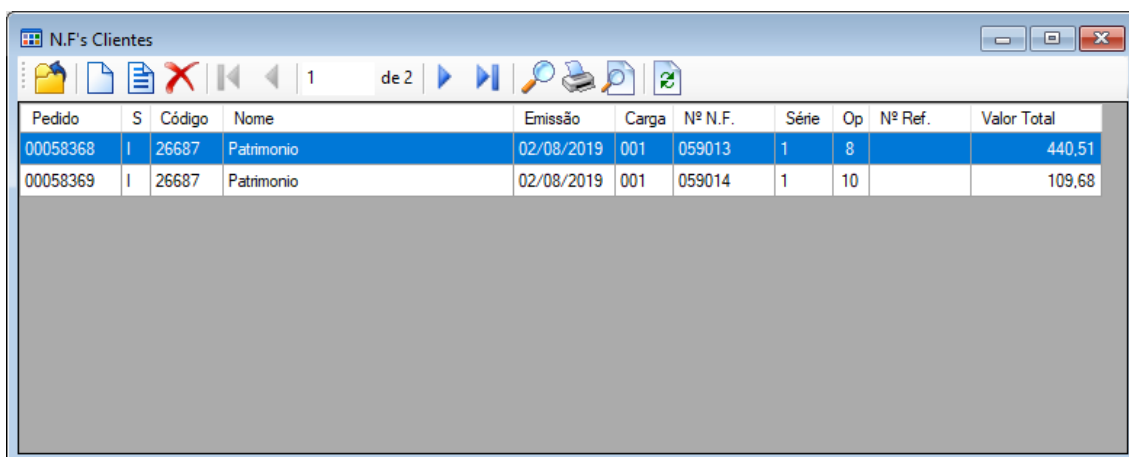 N.F's Clientes
1 de 2
Pedido S Código Nome Emissão Carga Nº N.F. Série Op Nº Ref. Valor Total
00058368 I 26687 Patrimonio 02/08/2019 001 059013 1 8 440,51
00058369 I 26687 Patrimonio 02/08/2019 001 059014 1 10 109,68